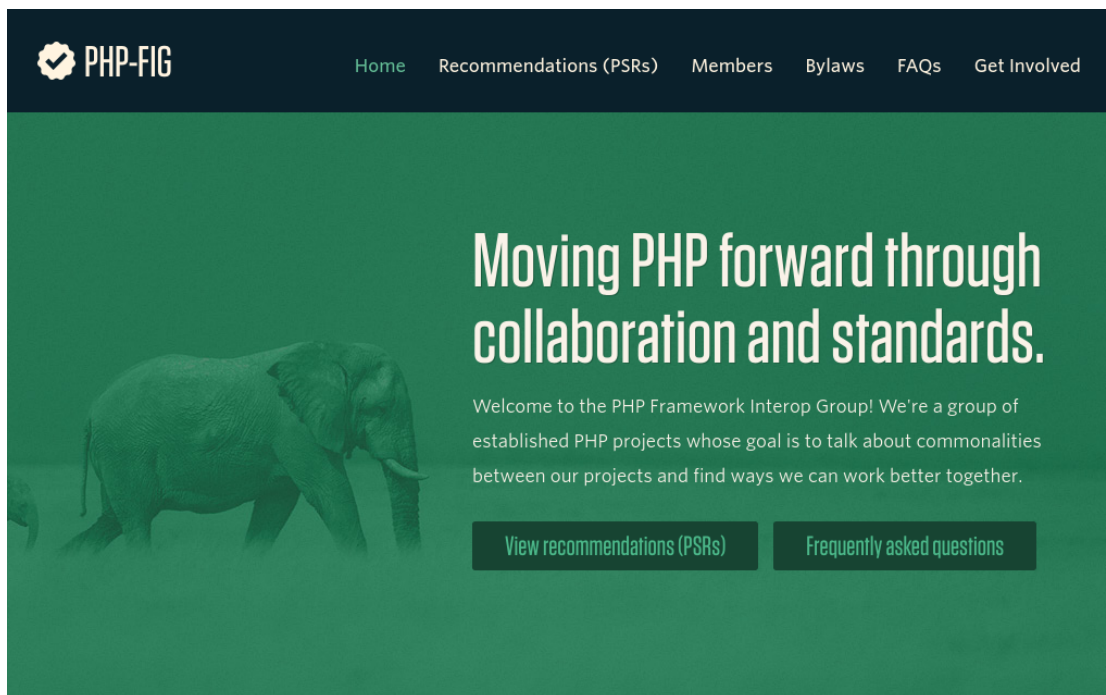 PHP-FIG
Home Recommendations (PSRs) Members Bylaws FAQs Get Involved
Moving PHP forward through
collaboration and standards.
Welcome to the PHP Framework Interop Group! We're a group of
established PHP projects whose goal is to talk about commonalities
between our projects and find ways we can work better together.
View recommendations (PSRs) Frequently asked questions